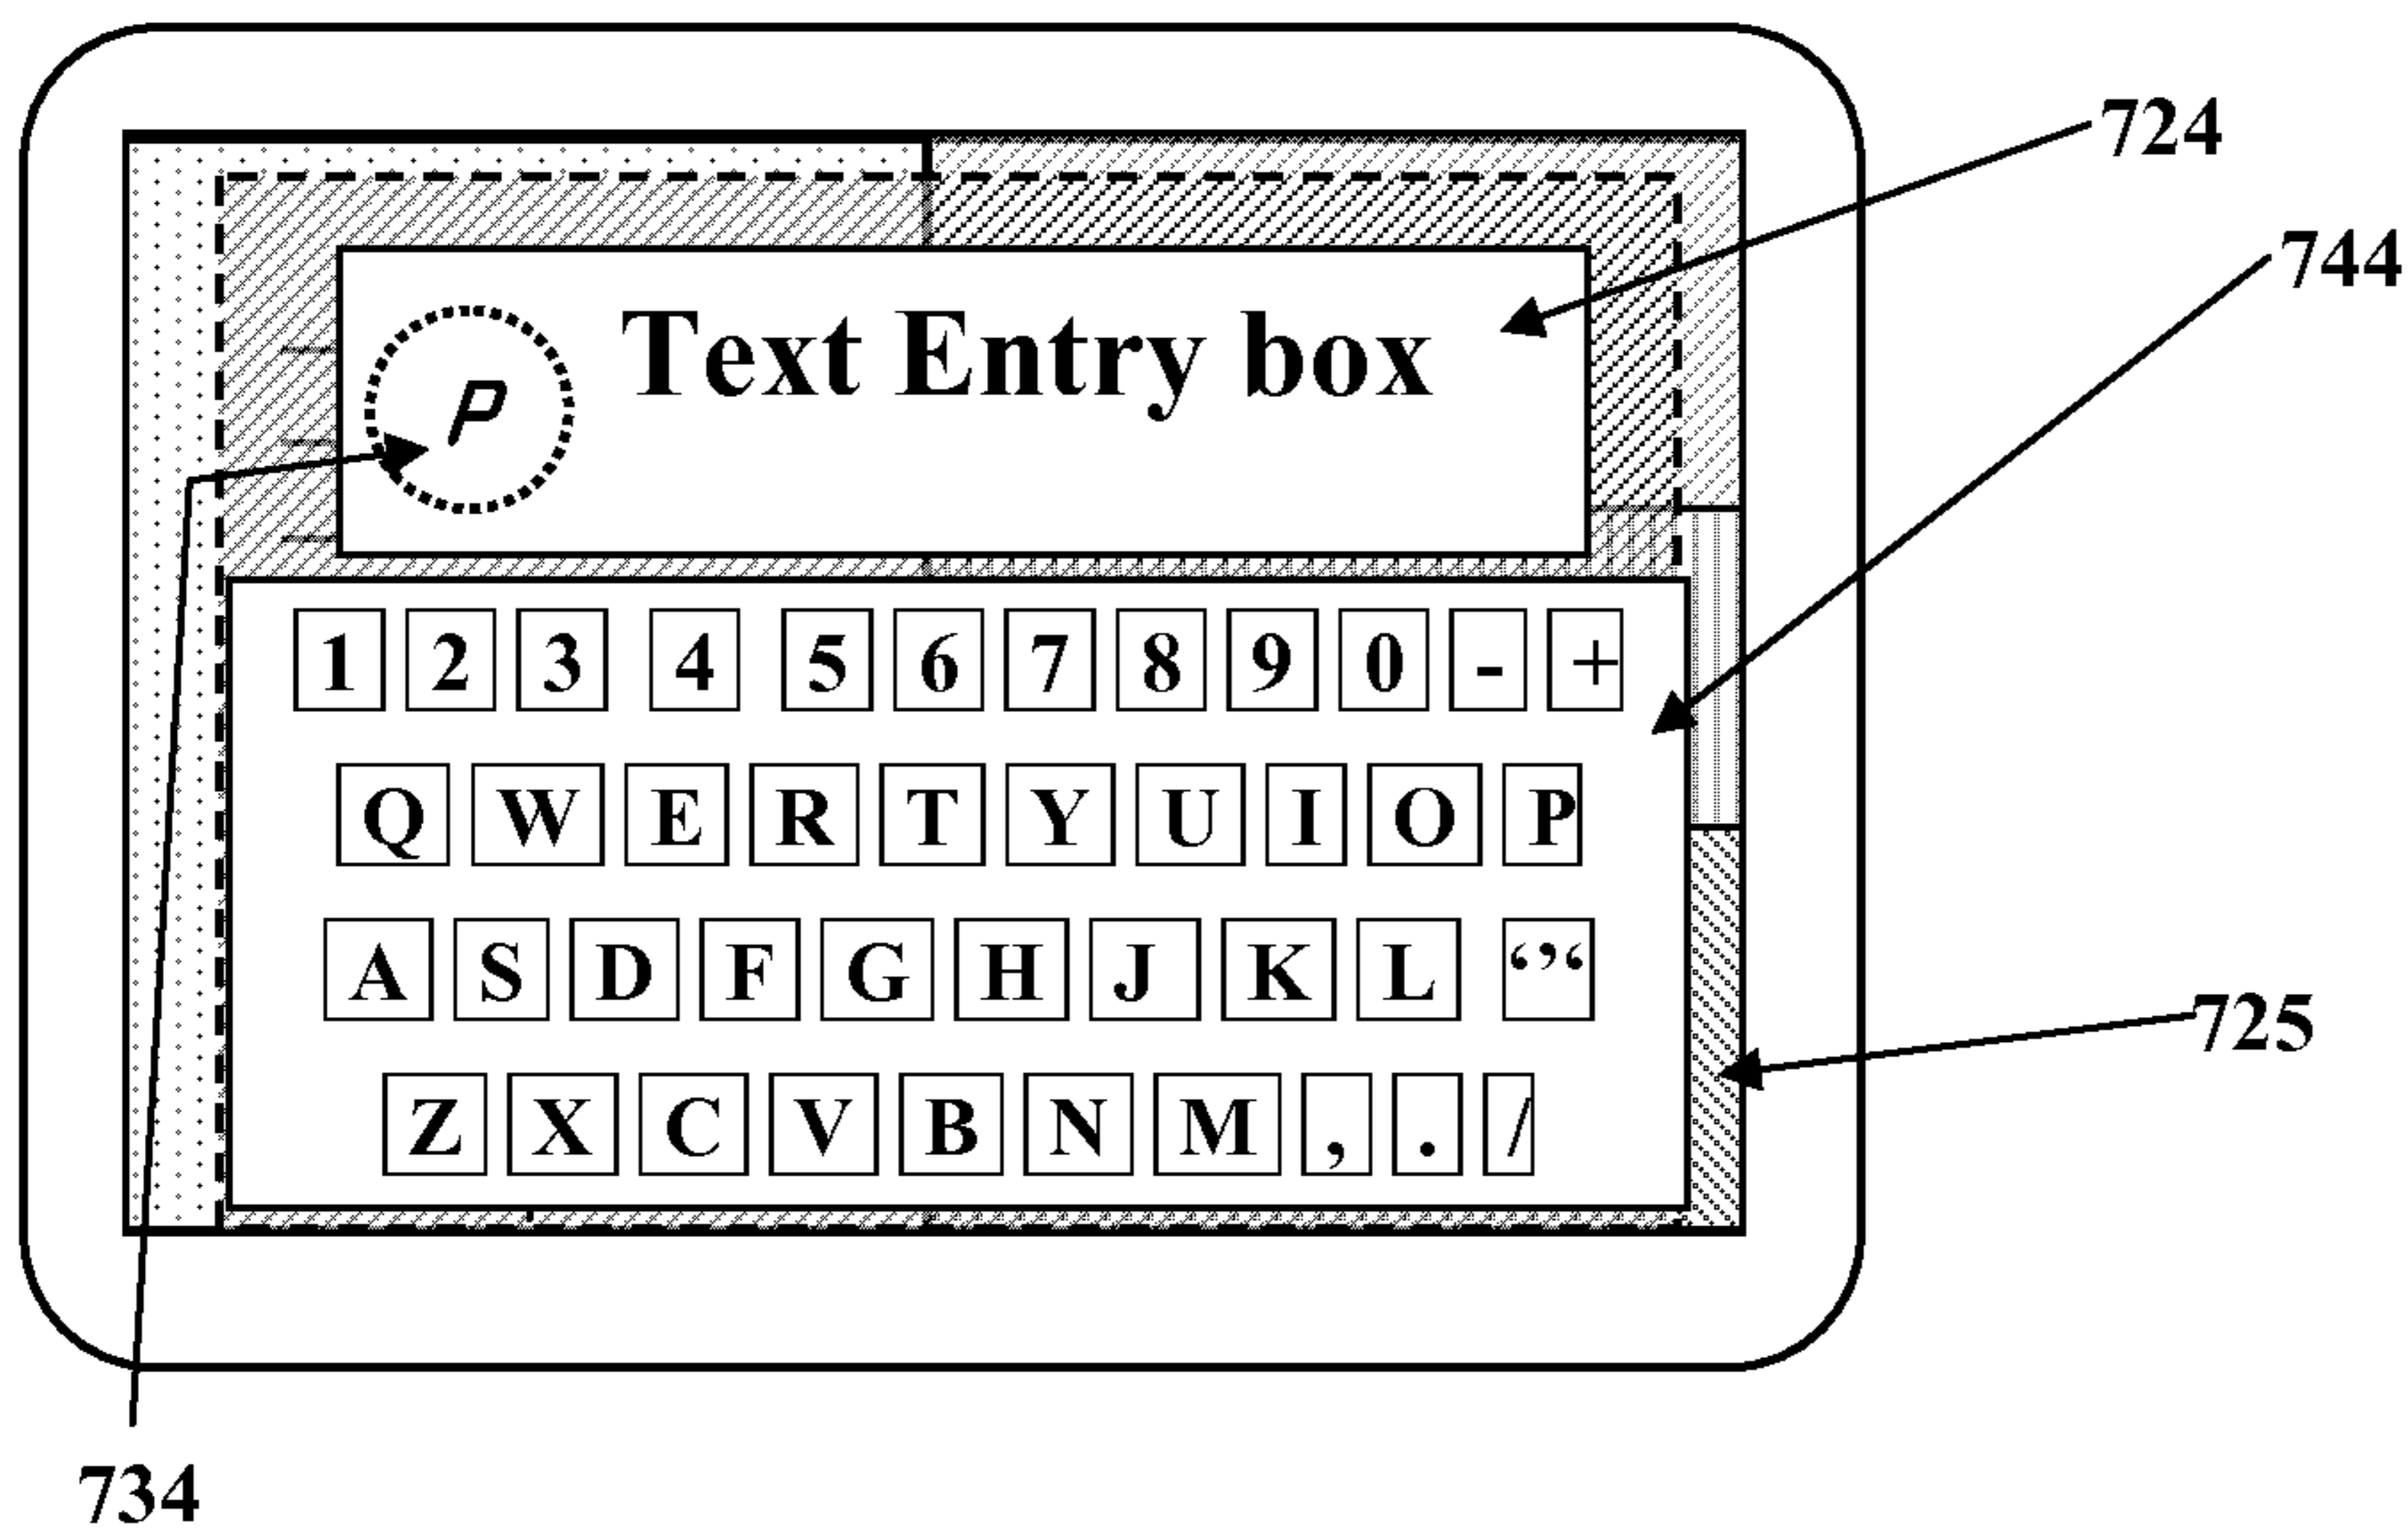 724
744
P Text Entry box
1 2 3 4 5 6 7 8 9 0 - +
Q W E R T Y U I O P
A S D F G H J K L ‘’‘
725
Z X C V B N M , . /
734